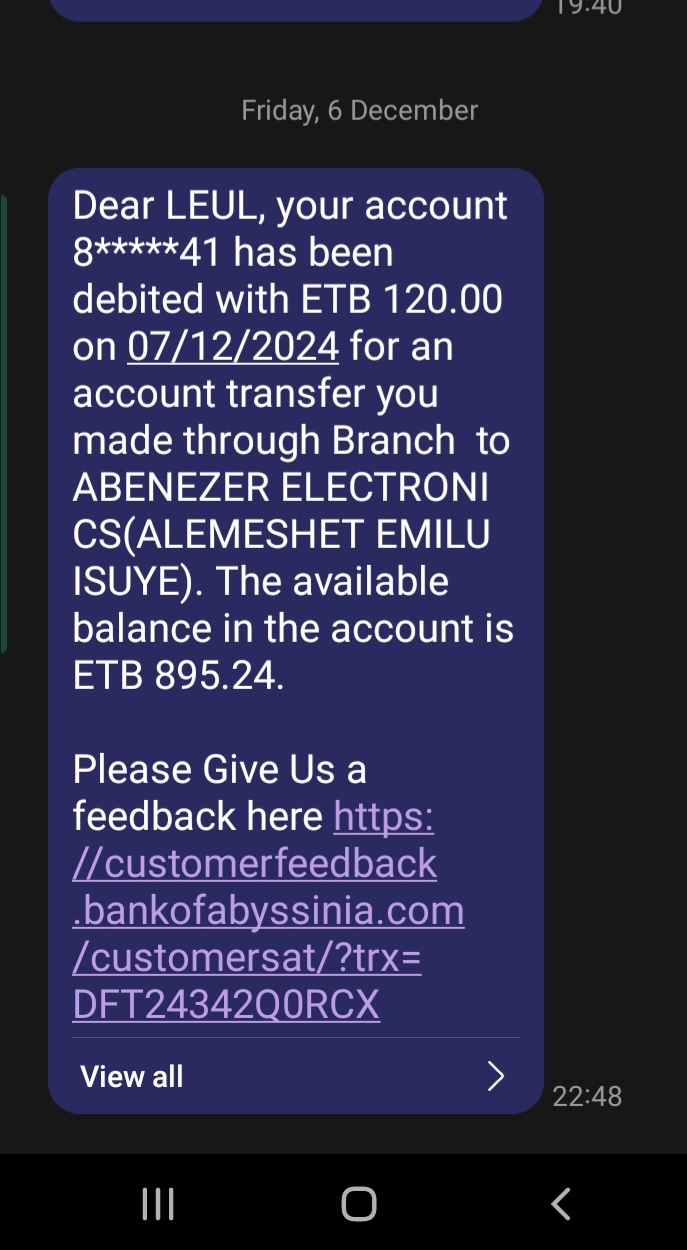 19:40
Friday, 6 December
Dear LEUL, your account
8*****41 has been
debited with ETB 120.00
on 07/12/2024 for an
account transfer you
made through Branch  to
ABENEZER ELECTRONI
CS(ALEMESHET EMILU
ISUYE). The available
balance in the account is
ETB 895.24.
Please Give Us a
feedback here https:
//customerfeedback
.bankofabyssinia.com
/customersat/?trx=
DFT24342Q0RCX
View all
22:48